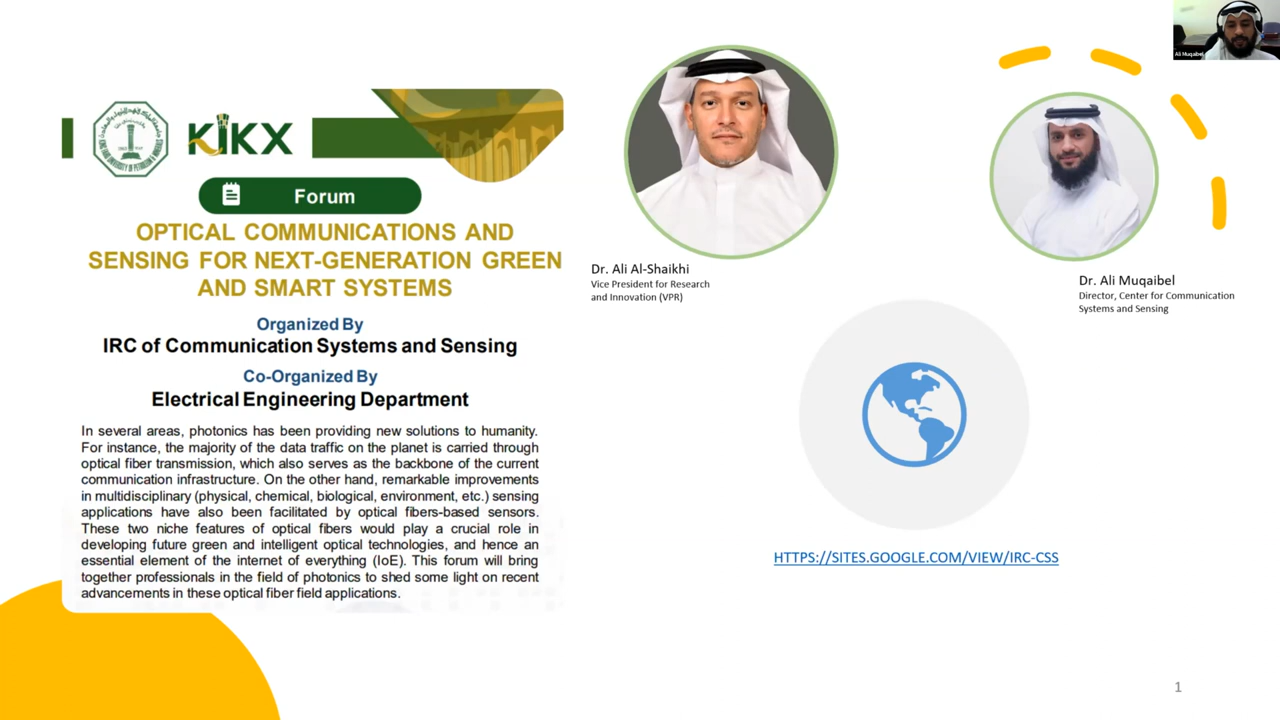 KIKX
Forum
OPTICAL COMMUNICATIONS AND
SENSING FOR NEXT-GENERATION GREEN
AND SMART SYSTEMS
Organized By
IRC of Communication Systems and Sensing
Co-Organized By
Electrical Engineering Department
In several areas, photonics has been providing new solutions to humanity.
For instance, the majority of the data traffic on the planet is carried through
optical fiber transmission, which also serves as the backbone of the current
communication infrastructure. On the other hand, remarkable improvements
in multidisciplinary (physical, chemical, biological, environment, etc.) sensing
applications have also been facilitated by optical fibers-based sensors.
These two niche features of optical fibers would play a crucial role in
developing future green and intelligent optical technologies, and hence an
essential element of the internet of everything (IoE). This forum will bring
together professionals in the field of photonics to shed some light on recent
advancements in these optical fiber field applications.
Dr. Ali Al-Shaikhi
Vice President for Research
and Innovation (VPR)
Dr. Ali Muqaibel
Director, Center for Communication
Systems and Sensing
HTTPS://SITES.GOOGLE.COM/VIEW/IRC-CSS
Ali Muqaibel
1